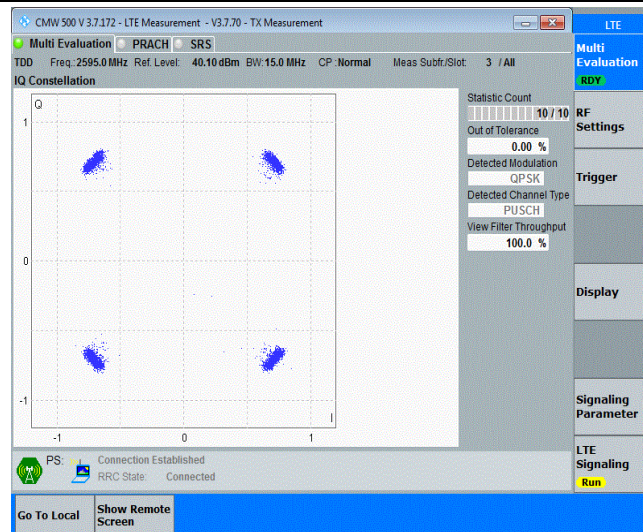 CMW 500 V 3.7.172 - LTE Measurement - V3.7.70 - TX Measurement
LTE
Multi Evaluation PRACH SRS
Multi
Evaluation
RDY
TDD Freq.:2595.0 MHz Ref. Level: 40.10 dBm BW:15.0 MHz CP :Normal Meas Subfr./Slot: 3 / All
IQ Constellation
Statistic Count
10 / 10
Out of Tolerance
0.00 %
Detected Modulation
QPSK
Detected Channel Type
PUSCH
View Filter Throughput
100.0 %
RF
Settings
Trigger
Display
Signaling
Parameter
LTE
Signaling
Run
Q
1
0
-1
I
-1 0 1
PS: Connection Established
RRC State: Connected
Go To Local
Show Remote
Screen